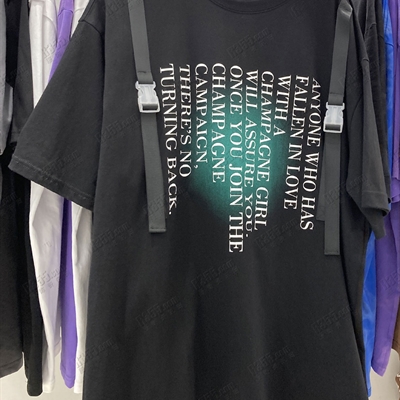 ANYONE WHO HAS
FALLEN IN LOVE
WITH A
CHAMPAGNE GIRL
WILL ASSURE YOU.
ONCE YOU JOIN THE
CHAMPAGNE
CAMPAIGN,
THERE'S NO
TURNING BACK.